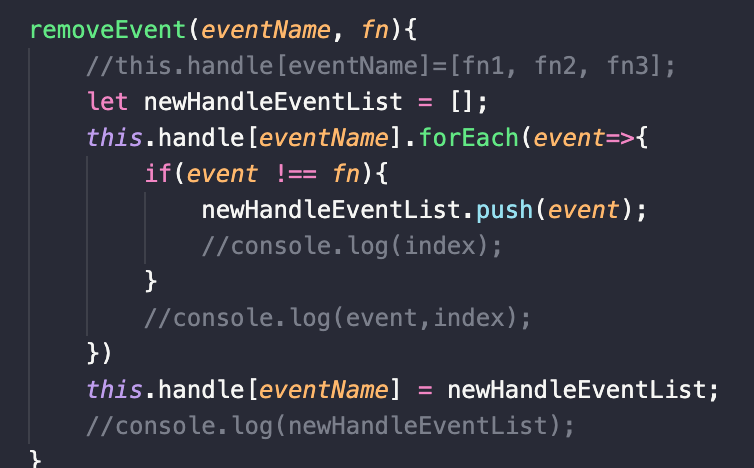 removeEvent(eventName, fn){
    //this.handle[eventName]=[fn1, fn2, fn3];
    let newHandleEventList = [];
    this.handle[eventName].forEach(event=>{
        if(event !== fn){
            newHandleEventList.push(event);
            //console.log(index);
        }
        //console.log(event,index);
    })
    this.handle[eventName] = newHandleEventList;
    //console.log(newHandleEventList);
}